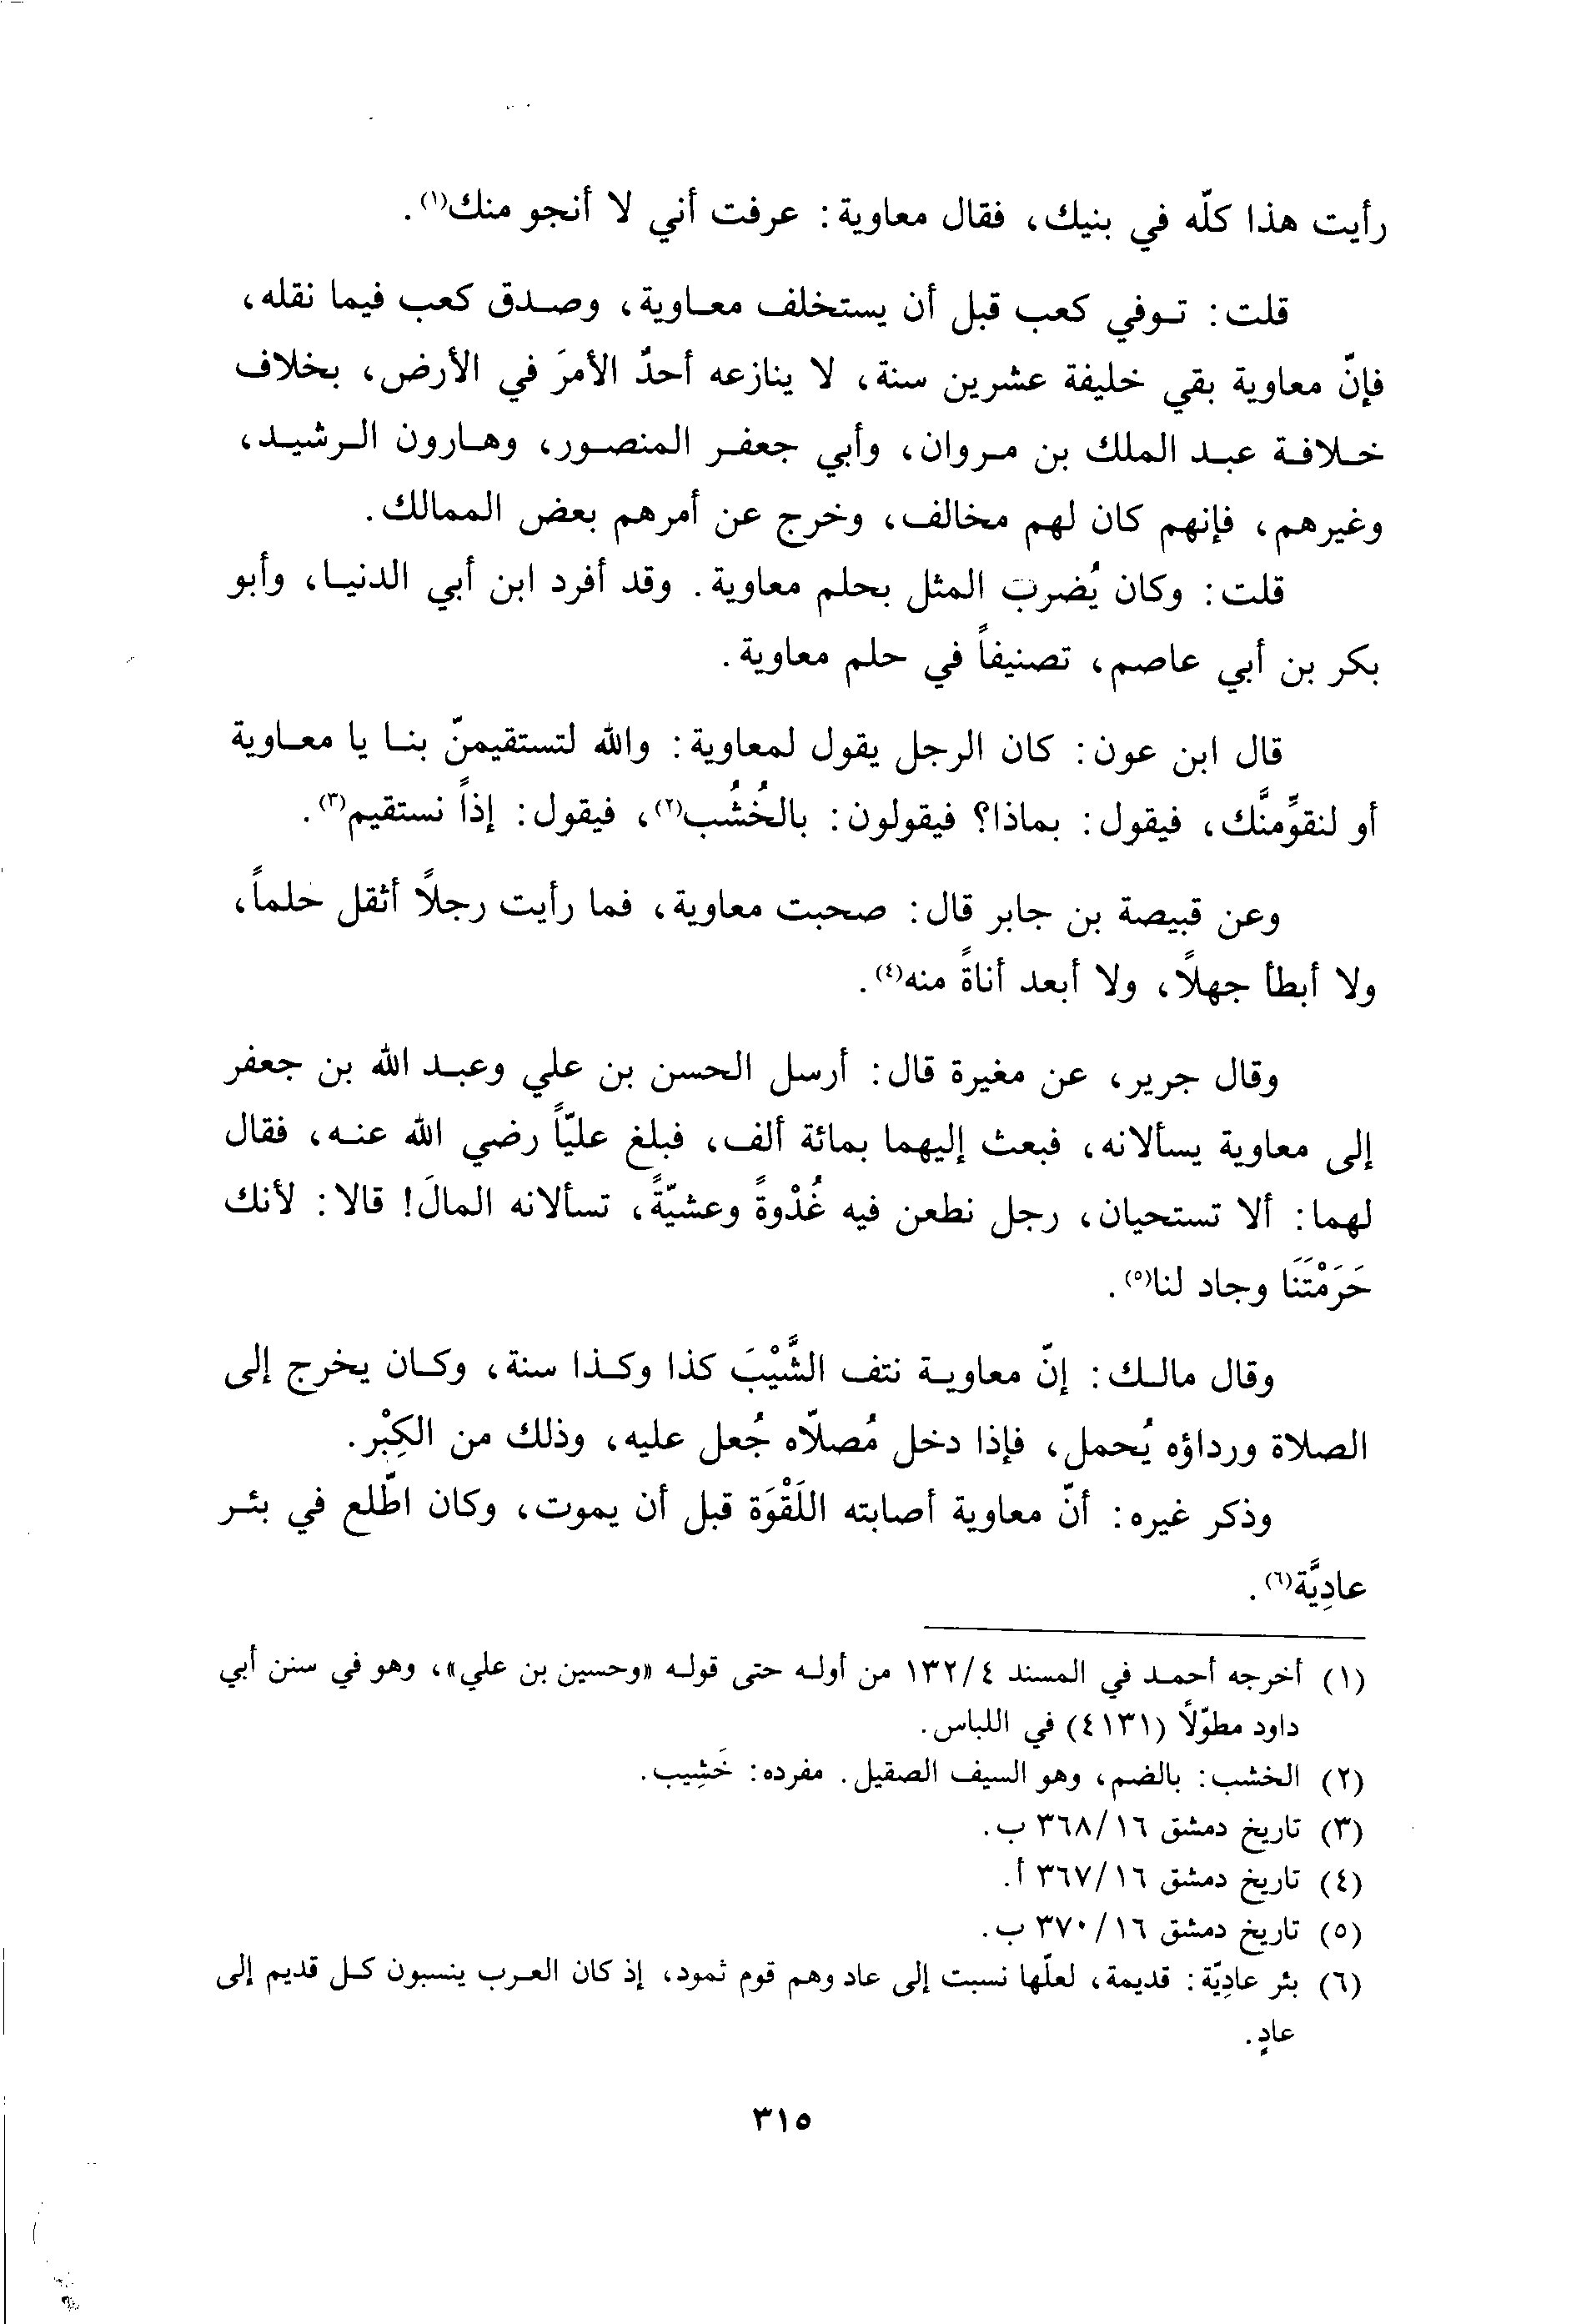 رأيت هذا كلّه في بنيك، فقال معاوية: عرفت أني لا أنجو منك(١).
قلت: توفي كعب قبل أن يستخلف معاوية، وصدق كعب فيما نقله،
فإنّ معاوية بقي خليفة عشرين سنة، لا ينازعه أحدٌ الأمرَ في الأرض، بخلاف
خلافة عبد الملك بن مروان، وأبي جعفر المنصور، وهارون الرشيد،
وغيرهم، فإنهم كان لهم مخالف، وخرج عن أمرهم بعض الممالك.
قلت: وكان يُضرب المثل بحلم معاوية. وقد أفرد ابن أبي الدنيا، وأبو
بكر بن أبي عاصم، تصنيفاً في حلم معاوية.
قال ابن عون: كان الرجل يقول لمعاوية: والله لتستقيمنّ بنا يا معاوية
أو لنقوِّمنَّك، فيقول: بماذا؟ فيقولون: بالخُشُب(٢)، فيقول: إذاً نستقيم(٣).
وعن قبيصة بن جابر قال: صحبت معاوية، فما رأيت رجلاً أثقل حلماً،
ولا أبطأ جهلاً، ولا أبعد أناةً منه(٤).
وقال جرير، عن مغيرة قال: أرسل الحسن بن علي وعبد الله بن جعفر
إلى معاوية يسألانه، فبعث إليهما بمائة ألف، فبلغ عليّاً رضي الله عنه، فقال
لهما: ألا تستحيان، رجل نطعن فيه غُدْوةً وعشيّةً، تسألانه المالَ! قالا: لأنك
حَرَمْتَنَا وجاد لنا(٥).
وقال مالك: إنّ معاوية نتف الشَّيْبَ كذا وكذا سنة، وكان يخرج إلى
الصلاة ورداؤه يُحمل، فإذا دخل مُصلاّه جُعل عليه، وذلك من الكِبْر.
وذكر غيره: أنّ معاوية أصابته اللَقْوَة قبل أن يموت، وكان اطّلع في بئر
عادِيَّة(٦).
(١) أخرجه أحمد في المسند ٤/١٣٢ من أوله حتى قوله «وحسين بن علي»، وهو في سنن أبي
داود مطوّلاً (٤١٣١) في اللباس.
(٢) الخشب: بالضم، وهو السيف الصقيل. مفرده: خَشِيب.
(٣) تاريخ دمشق ١٦/٣٦٨ ب.
(٤) تاريخ دمشق ١٦/٣٦٧ أ.
(٥) تاريخ دمشق ١٦/٣٧٠ ب.
(٦) بئر عادِيّة: قديمة، لعلّها نسبت إلى عاد وهم قوم ثمود، إذ كان العرب ينسبون كل قديم إلى
عادٍ.
٣١٥